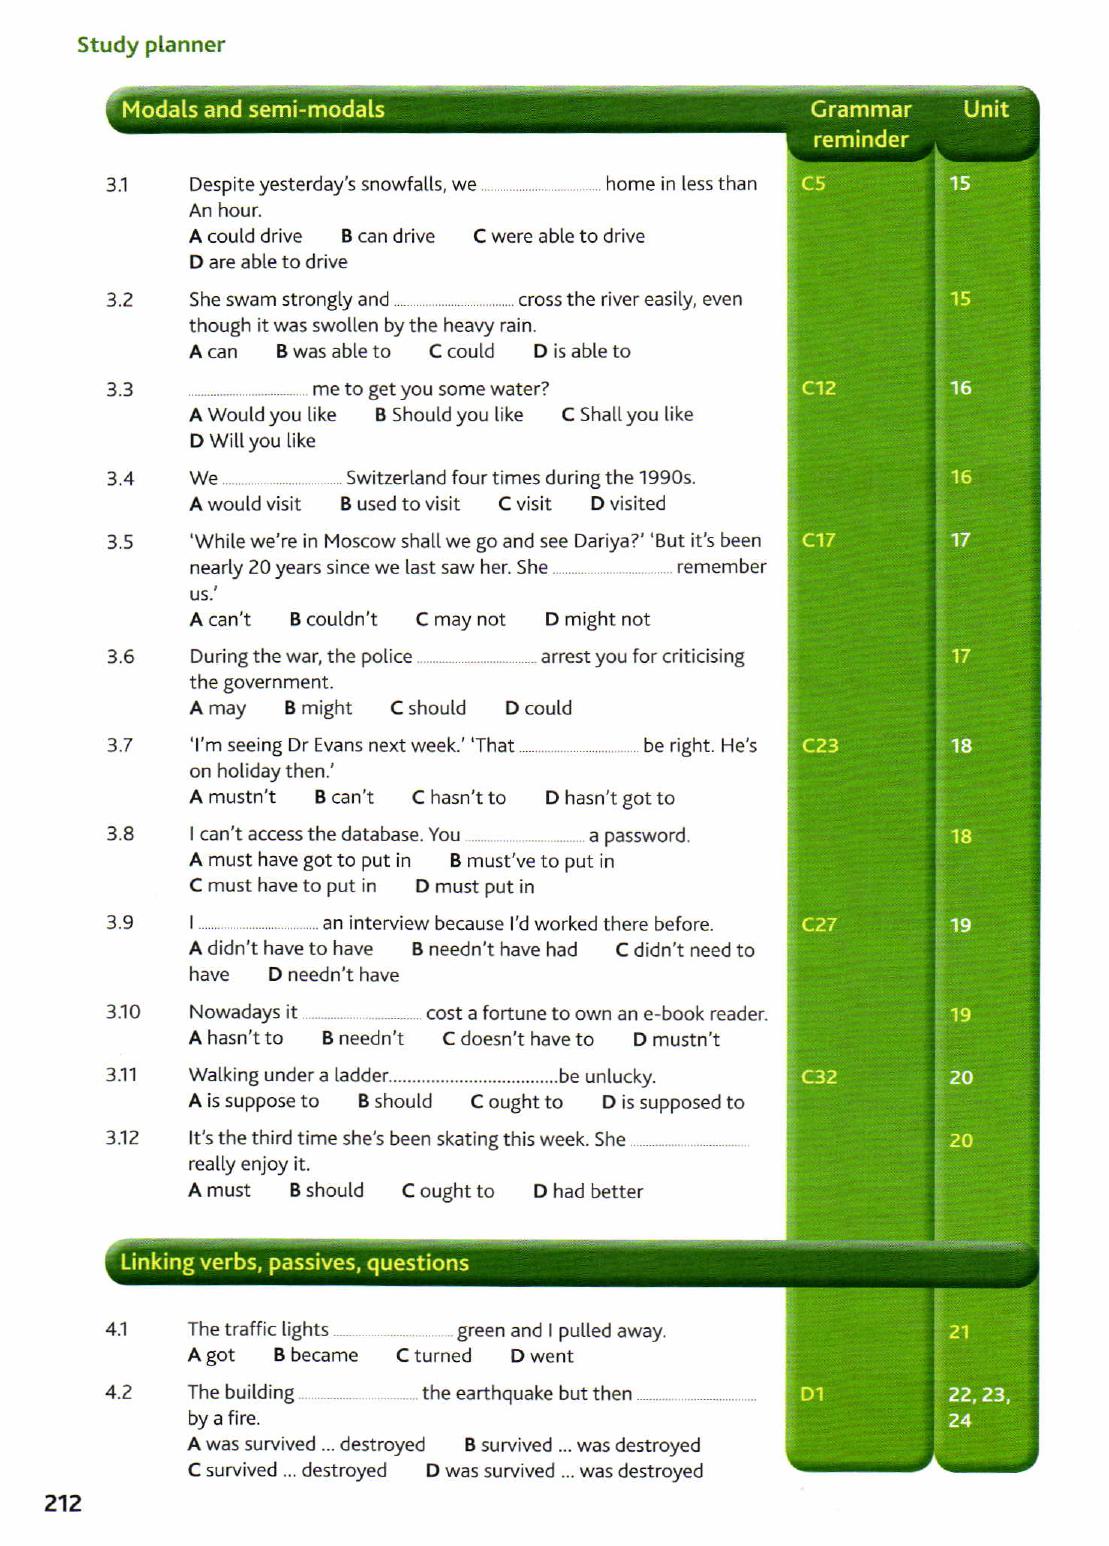 Study planner
Modals and semi-modals Grammar Unit
reminder
3.1 Despite yesterday's snowfalls, we ........................ home in less than C5 15
An hour.
A could drive B can drive C were able to drive
D are able to drive
3.2 She swam strongly and ........................ cross the river easily, even 15
though it was swollen by the heavy rain.
A can B was able to C could D is able to
3.3 ........................ me to get you some water? C12 16
A Would you like B Should you like C Shall you like
D Will you like
3.4 We ........................ Switzerland four times during the 1990s. 16
A would visit B used to visit C visit D visited
3.5 'While we're in Moscow shall we go and see Dariya?' 'But it's been C17 17
nearly 20 years since we last saw her. She ........................ remember
us.'
A can't B couldn't C may not D might not
3.6 During the war, the police ........................ arrest you for criticising 17
the government.
A may B might C should D could
3.7 'I'm seeing Dr Evans next week.' 'That ........................ be right. He's C23 18
on holiday then.'
A mustn't B can't C hasn't to D hasn't got to
3.8 I can't access the database. You ........................ a password. 18
A must have got to put in B must've to put in
C must have to put in D must put in
3.9 I ........................ an interview because I'd worked there before. C27 19
A didn't have to have B needn't have had C didn't need to
have D needn't have
3.10 Nowadays it ........................ cost a fortune to own an e-book reader. 19
A hasn't to B needn't C doesn't have to D mustn't
3.11 Walking under a ladder....................................be unlucky. C32 20
A is suppose to B should C ought to D is supposed to
3.12 It's the third time she's been skating this week. She ........................ 20
really enjoy it.
A must B should C ought to D had better
Linking verbs, passives, questions
4.1 The traffic lights ........................ green and I pulled away. 21
A got B became C turned D went
4.2 The building ........................ the earthquake but then ........................ D1 22, 23,
by a fire. 24
A was survived ... destroyed B survived ... was destroyed
C survived ... destroyed D was survived ... was destroyed
212